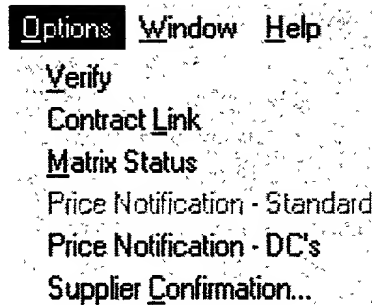 Options Window Help
Verify
Contract Link
Matrix Status
Price Notification - Standard
Price Notification - DC's
Supplier Confirmation...